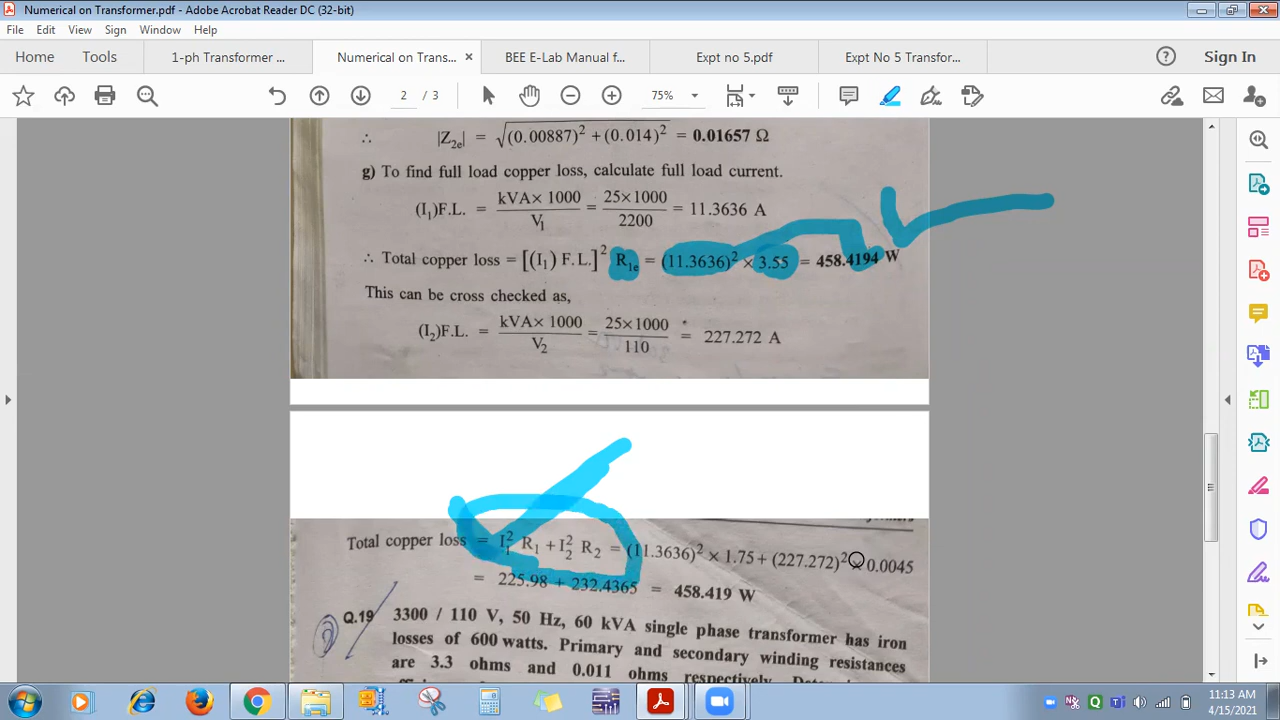 Numerical on Transformer.pdf - Adobe Acrobat Reader DC (32-bit)
File Edit View Sign Window Help
Home Tools 1-ph Transformer ... Numerical on Trans... × BEE E-Lab Manual f... Expt no 5.pdf Expt No 5 Transfor... Sign In
2 / 3 75%
∴ |Z2e| = √(0.00887)² + (0.014)² = 0.01657 Ω
g) To find full load copper loss, calculate full load current.
(I₁)F.L. = kVA× 1000 / V₁ = 25×1000 / 2200 = 11.3636 A
∴ Total copper loss = [(I₁) F.L.]² R1e = (11.3636)² × 3.55 = 458.4194 W
This can be cross checked as,
(I₂)F.L. = kVA× 1000 / V₂ = 25×1000 / 110 = 227.272 A
Total copper loss = I₁² R₁ + I₂² R₂ = (11.3636)² × 1.75 + (227.272)² × 0.0045
= 225.98 + 232.4365 = 458.419 W
Q.19 3300 / 110 V, 50 Hz, 60 kVA single phase transformer has iron
losses of 600 watts. Primary and secondary winding resistances
are 3.3 ohms and 0.011 ohms respectively.
11:13 AM
4/15/2021